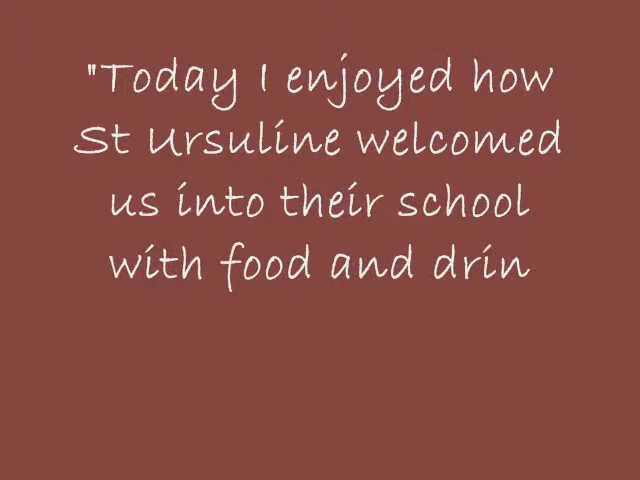 "Today I enjoyed how
St Ursuline welcomed
us into their school
with food and drin